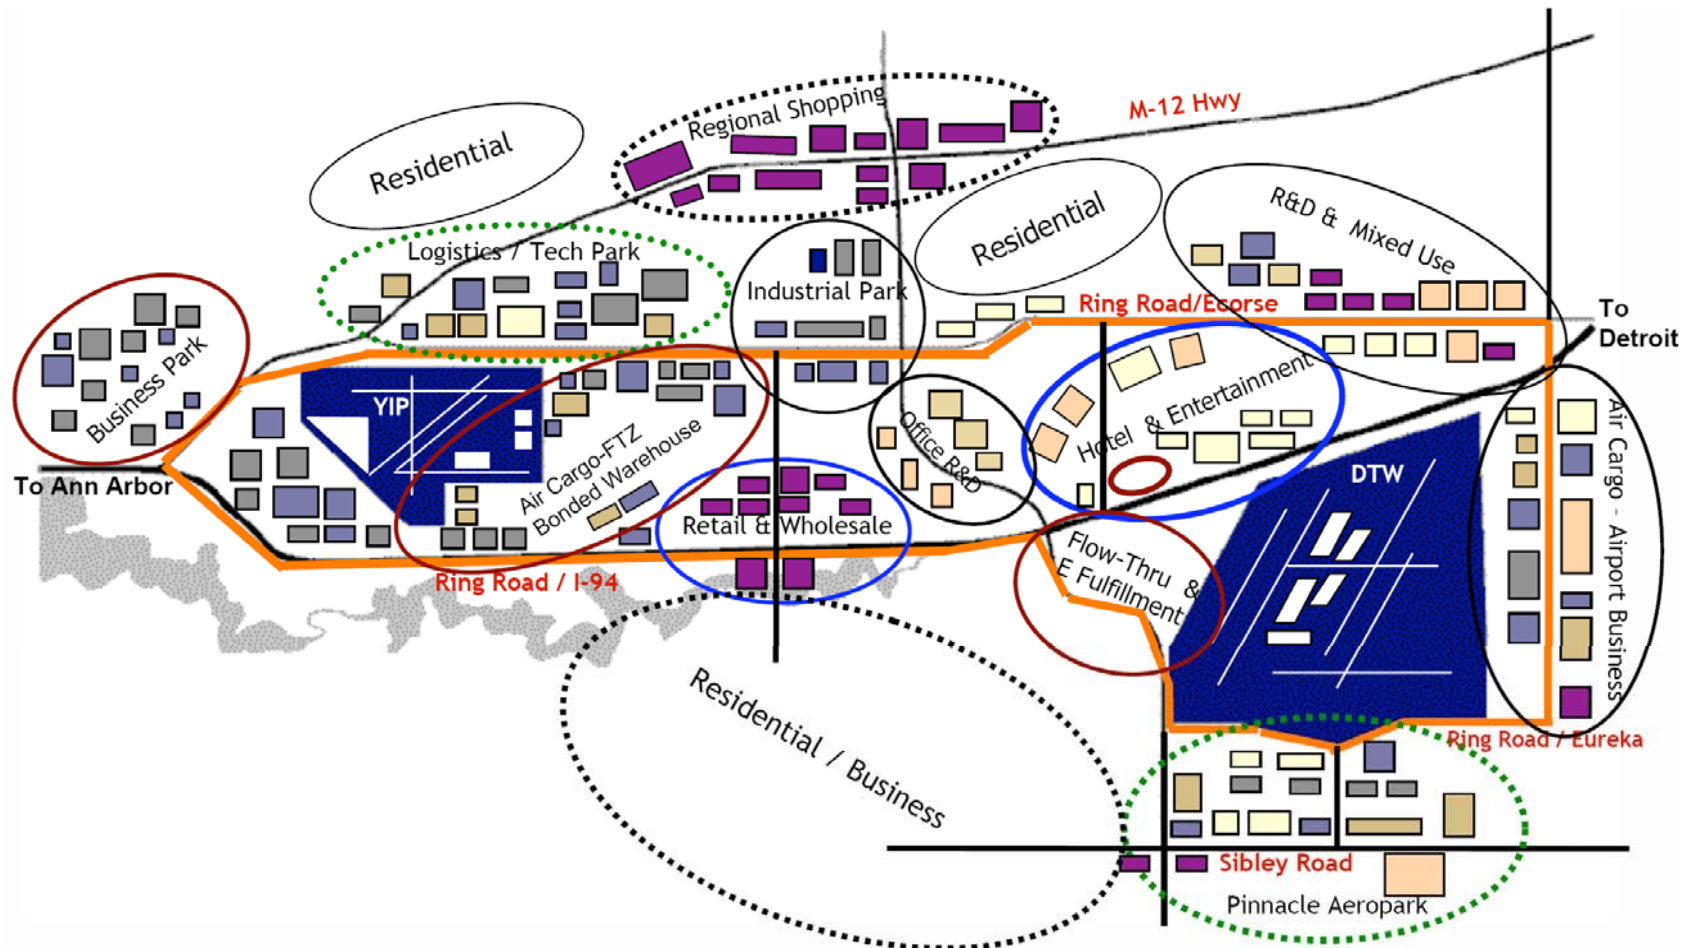 Regional Shopping
M-12 Hwy
Residential
Residential
R&D & Mixed Use
Logistics / Tech Park
Industrial Park
Ring Road/Ecorse
To
Detroit
Business Park
YIP
Hotel & Entertainment
Office R&D
Air Cargo-FTZ
Bonded Warehouse
Air Cargo - Airport Business
DTW
To Ann Arbor
Retail & Wholesale
Flow-Thru &
E Fulfillment
Ring Road / I-94
Residential / Business
Ring Road / Eureka
Sibley Road
Pinnacle Aeropark